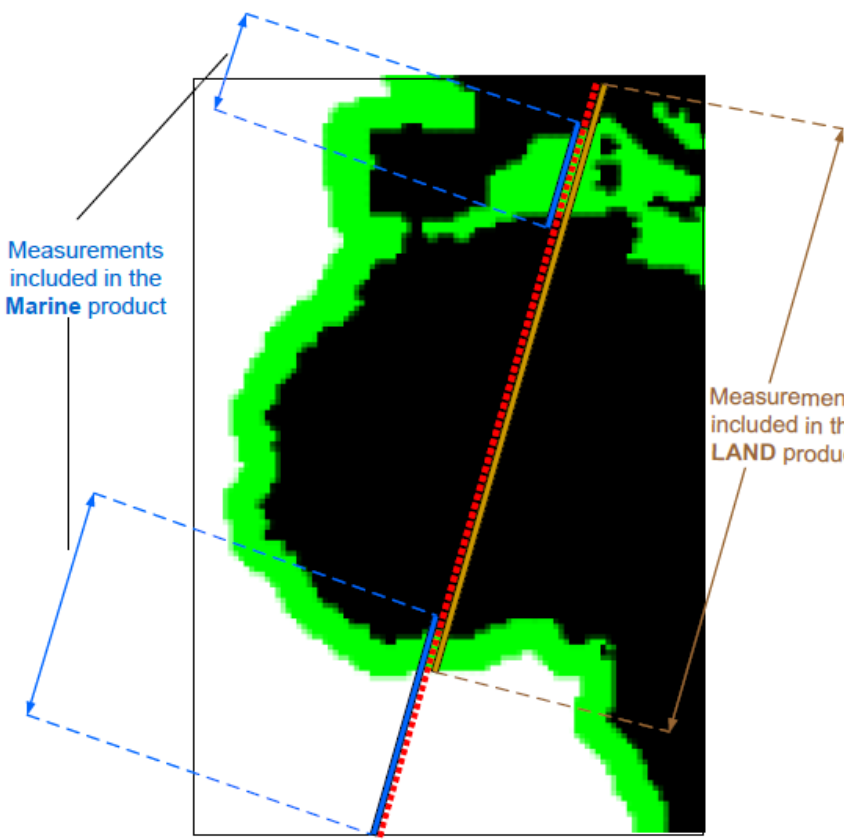 Measurements
included in the
Marine product
Measuremen
included in th
LAND produ